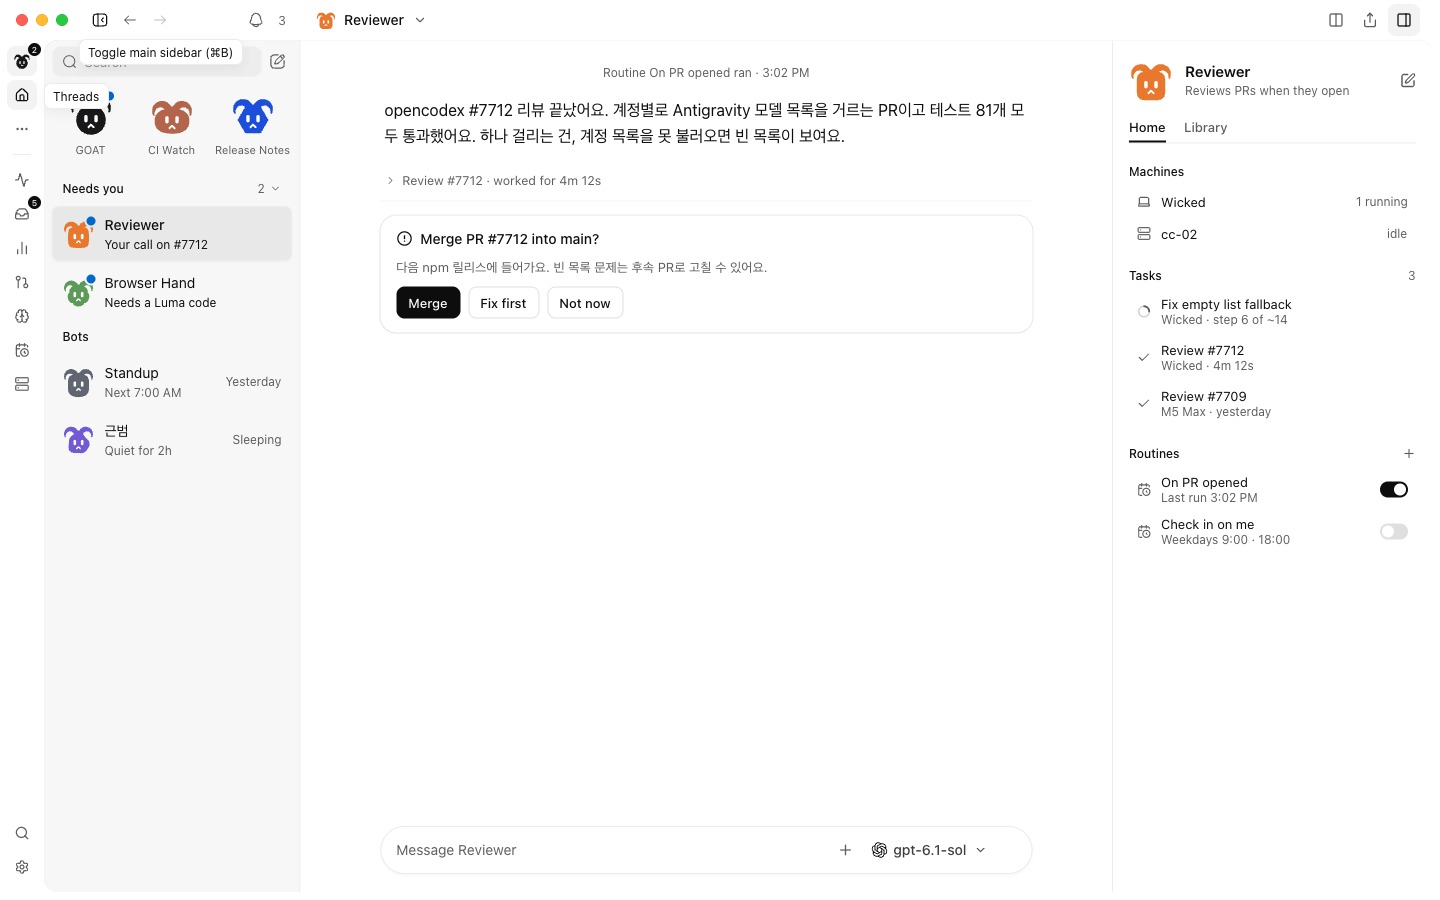 3
Reviewer
Toggle main sidebar (⌘B)
2
Threads
GOAT
CI Watch
Release Notes
Needs you
2
Reviewer
Your call on #7712
5
Browser Hand
Needs a Luma code
Bots
Standup
Next 7:00 AM
Yesterday
근범
Quiet for 2h
Sleeping
Routine On PR opened ran · 3:02 PM
opencodex #7712 리뷰 끝났어요. 계정별로 Antigravity 모델 목록을 거르는 PR이고 테스트 81개 모
두 통과했어요. 하나 걸리는 건, 계정 목록을 못 불러오면 빈 목록이 보여요.
Review #7712 · worked for 4m 12s
Merge PR #7712 into main?
다음 npm 릴리스에 들어가요. 빈 목록 문제는 후속 PR로 고칠 수 있어요.
Merge
Fix first
Not now
Message Reviewer
gpt-6.1-sol
Reviewer
Reviews PRs when they open
Home
Library
Machines
Wicked
1 running
cc-02
idle
Tasks
3
Fix empty list fallback
Wicked · step 6 of ~14
Review #7712
Wicked · 4m 12s
Review #7709
M5 Max · yesterday
Routines
On PR opened
Last run 3:02 PM
Check in on me
Weekdays 9:00 · 18:00